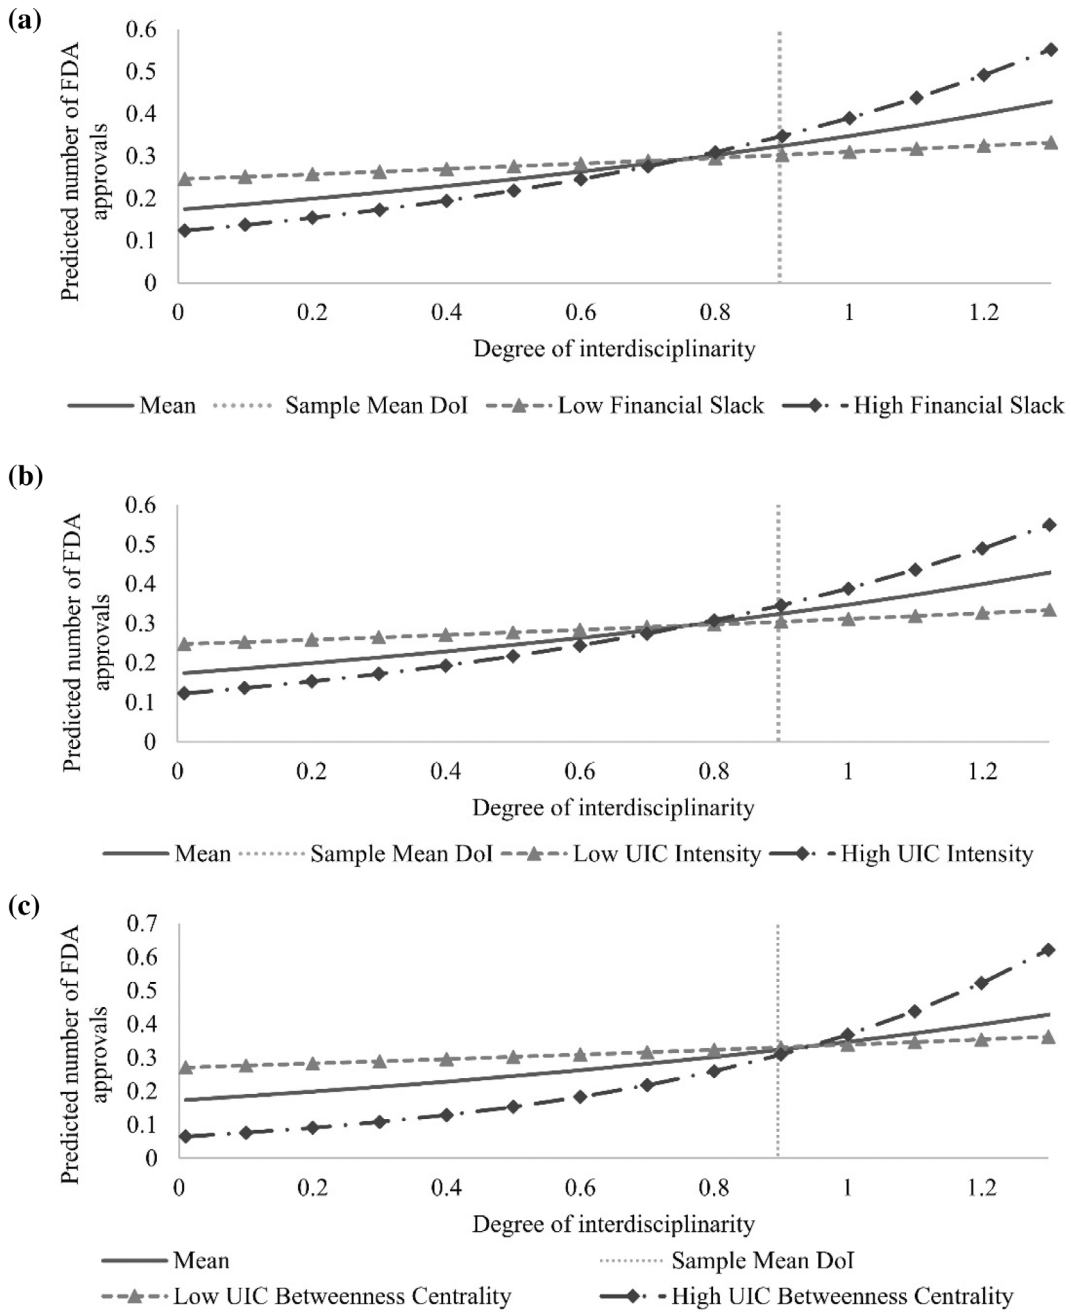 (a)
Predicted number of FDA
approvals
0.6
0.5
0.4
0.3
0.2
0.1
0
0 0.2 0.4 0.6 0.8 1 1.2
Degree of interdisciplinarity
Mean Sample Mean DoI Low Financial Slack High Financial Slack
(b)
Predicted number of FDA
approvals
0.6
0.5
0.4
0.3
0.2
0.1
0
0 0.2 0.4 0.6 0.8 1 1.2
Degree of interdisciplinarity
Mean Sample Mean DoI Low UIC Intensity High UIC Intensity
(c)
Predicted number of FDA
approvals
0.7
0.6
0.5
0.4
0.3
0.2
0.1
0
0 0.2 0.4 0.6 0.8 1 1.2
Degree of interdisciplinarity
Mean Sample Mean DoI
Low UIC Betweenness Centrality High UIC Betweenness Centrality